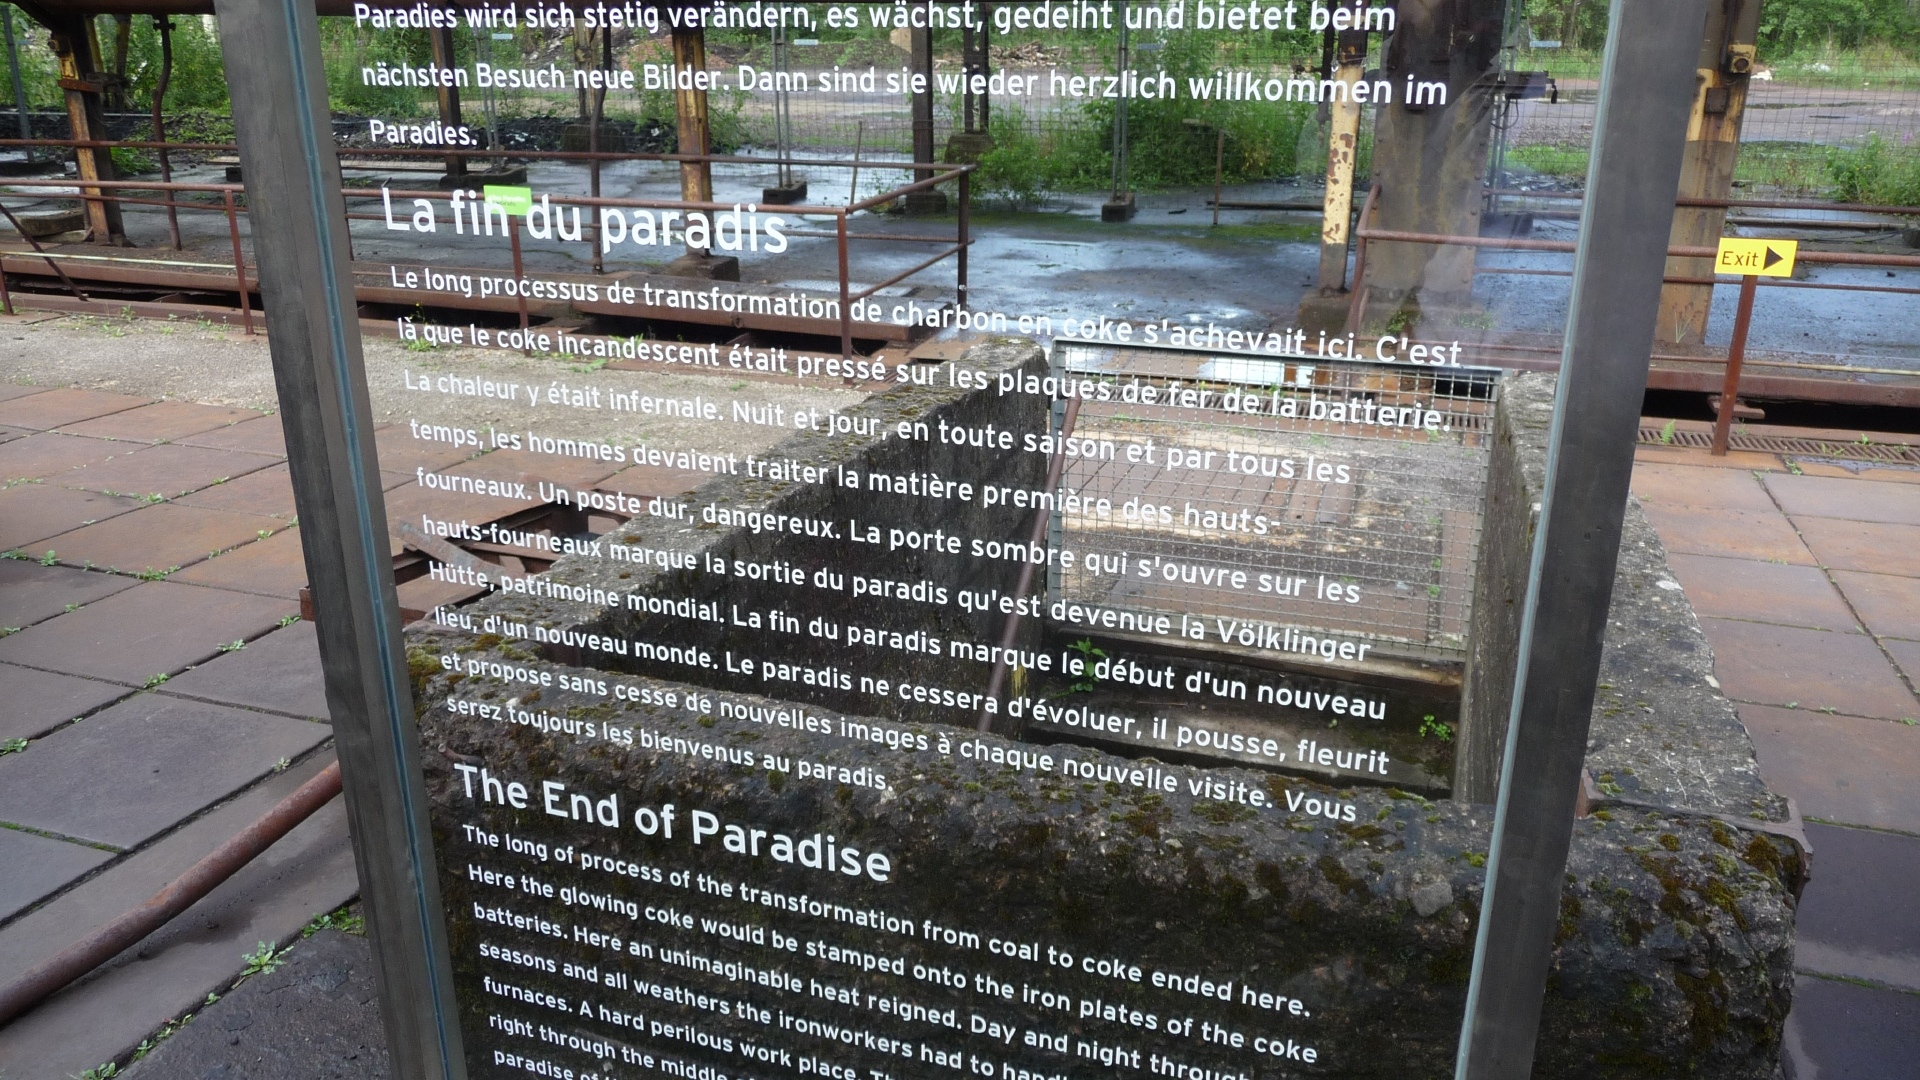 Paradies wird sich stetig verändern, es wächst, gedeiht und bietet beim
nächsten Besuch neue Bilder. Dann sind sie wieder herzlich willkommen im
Paradies.
La fin du paradis
Le long processus de transformation de charbon en coke s'achevait ici. C'est
là que le coke incandescent était pressé sur les plaques de fer de la batterie.
La chaleur y était infernale. Nuit et jour, en toute saison et par tous les
temps, les hommes devaient traiter la matière première des hauts-
fourneaux. Un poste dur, dangereux. La porte sombre qui s'ouvre sur les
hauts-fourneaux marque la sortie du paradis qu'est devenue la Völklinger
Hütte, patrimoine mondial. La fin du paradis marque le début d'un nouveau
lieu, d'un nouveau monde. Le paradis ne cessera d'évoluer, il pousse, fleurit
et propose sans cesse de nouvelles images à chaque nouvelle visite. Vous
serez toujours les bienvenus au paradis.
The End of Paradise
The long of process of the transformation from coal to coke ended here.
Here the glowing coke would be stamped onto the iron plates of the coke
batteries. Here an unimaginable heat reigned. Day and night through
seasons and all weathers the ironworkers had to
furnaces. A hard perilous work place.
right through the middle
paradise of
Exit